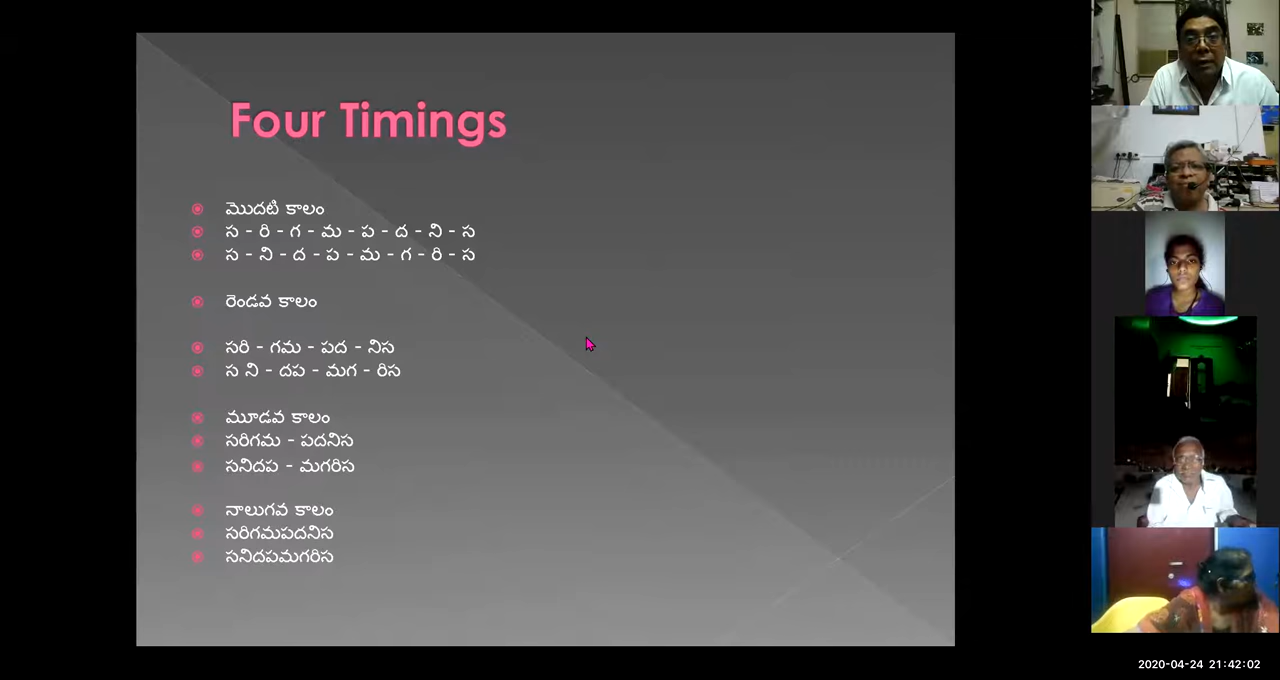 Four Timings
మొదటి కాలం
స - రి - గ - మ - ప - ద - ని - స
స - ని - ద - ప - మ - గ - రి - స
రెండవ కాలం
సరి - గమ - పద - నిస
స ని - దప - మగ - రిస
మూడవ కాలం
సరిగమ - పదనిస
సనిదప - మగరిస
నాలుగవ కాలం
సరిగమపదనిస
సనిదపమగరిస
2020-04-24 21:42:02